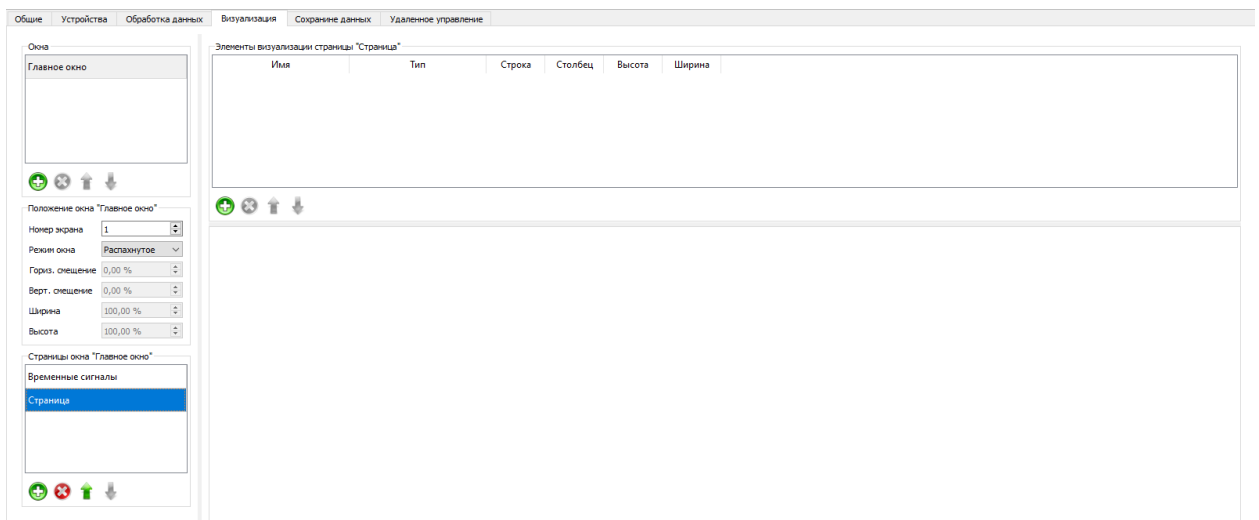 Общие Устройства Обработка данных Визуализация Сохранине данных Удаленное управление
Окна
Главное окно
Положение окна "Главное окно"
Номер экрана 1
Режим окна Распахнутое
Гориз. смещение 0,00 %
Верт. смещение 0,00 %
Ширина 100,00 %
Высота 100,00 %
Страницы окна "Главное окно"
Временные сигналы
Страница
Элементы визуализации страницы "Страница"
Имя Тип Строка Столбец Высота Ширина